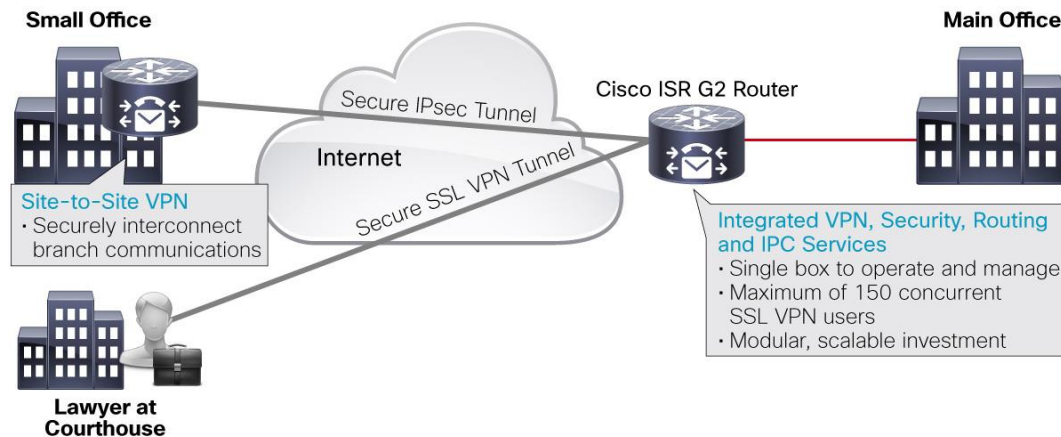 Small Office
Main Office
Cisco ISR G2 Router
Secure IPsec Tunnel
Internet
Secure SSL VPN Tunnel
Site-to-Site VPN
· Securely interconnect
branch communications
Integrated VPN, Security, Routing
and IPC Services
· Single box to operate and manage
· Maximum of 150 concurrent
SSL VPN users
· Modular, scalable investment
Lawyer at
Courthouse